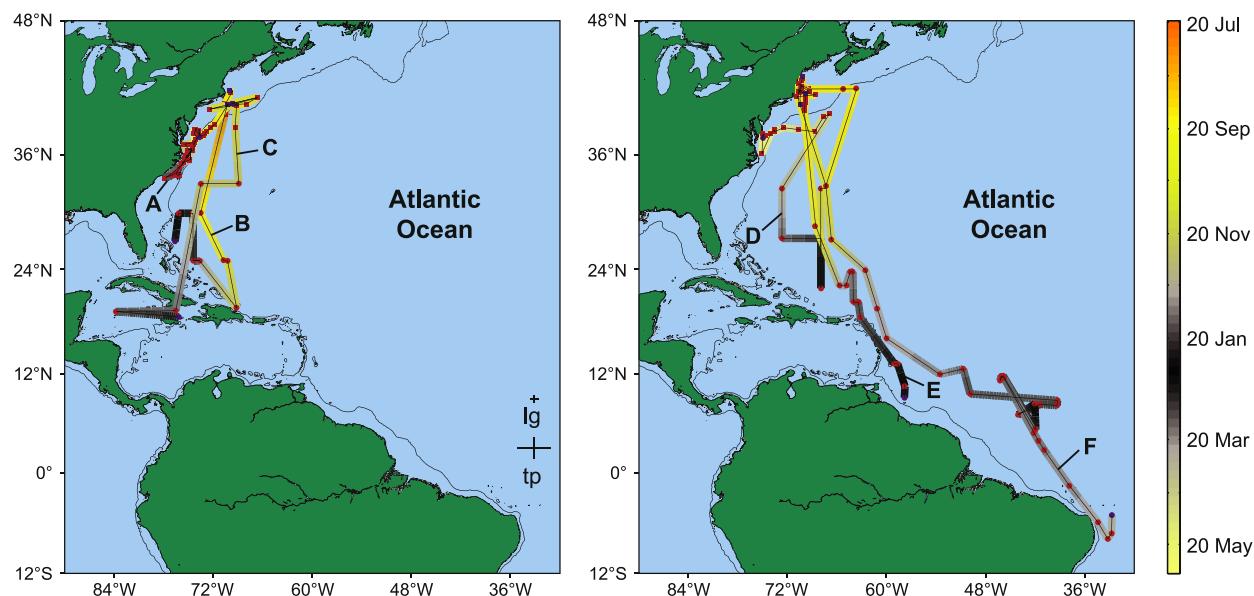 48°N
36°N
24°N
12°N
0°
12°S
84°W 72°W 60°W 48°W 36°W
A
B
C
Atlantic
Ocean
lg
tp
48°N
36°N
24°N
12°N
0°
12°S
84°W 72°W 60°W 48°W 36°W
D
E
F
Atlantic
Ocean
20 Jul
20 Sep
20 Nov
20 Jan
20 Mar
20 May